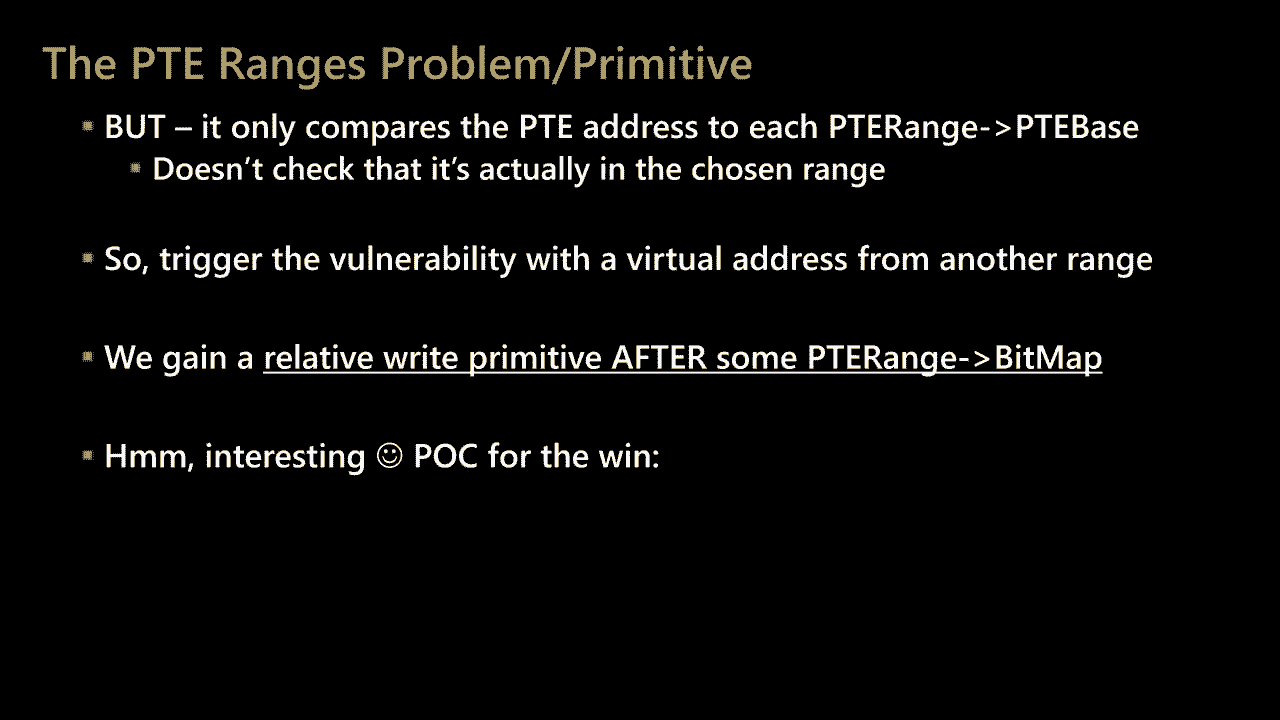 The PTE Ranges Problem/Primitive
BUT – it only compares the PTE address to each PTERange->PTEBase
Doesn't check that it's actually in the chosen range
So, trigger the vulnerability with a virtual address from another range
We gain a relative write primitive AFTER some PTERange->BitMap
Hmm, interesting ☺ POC for the win: